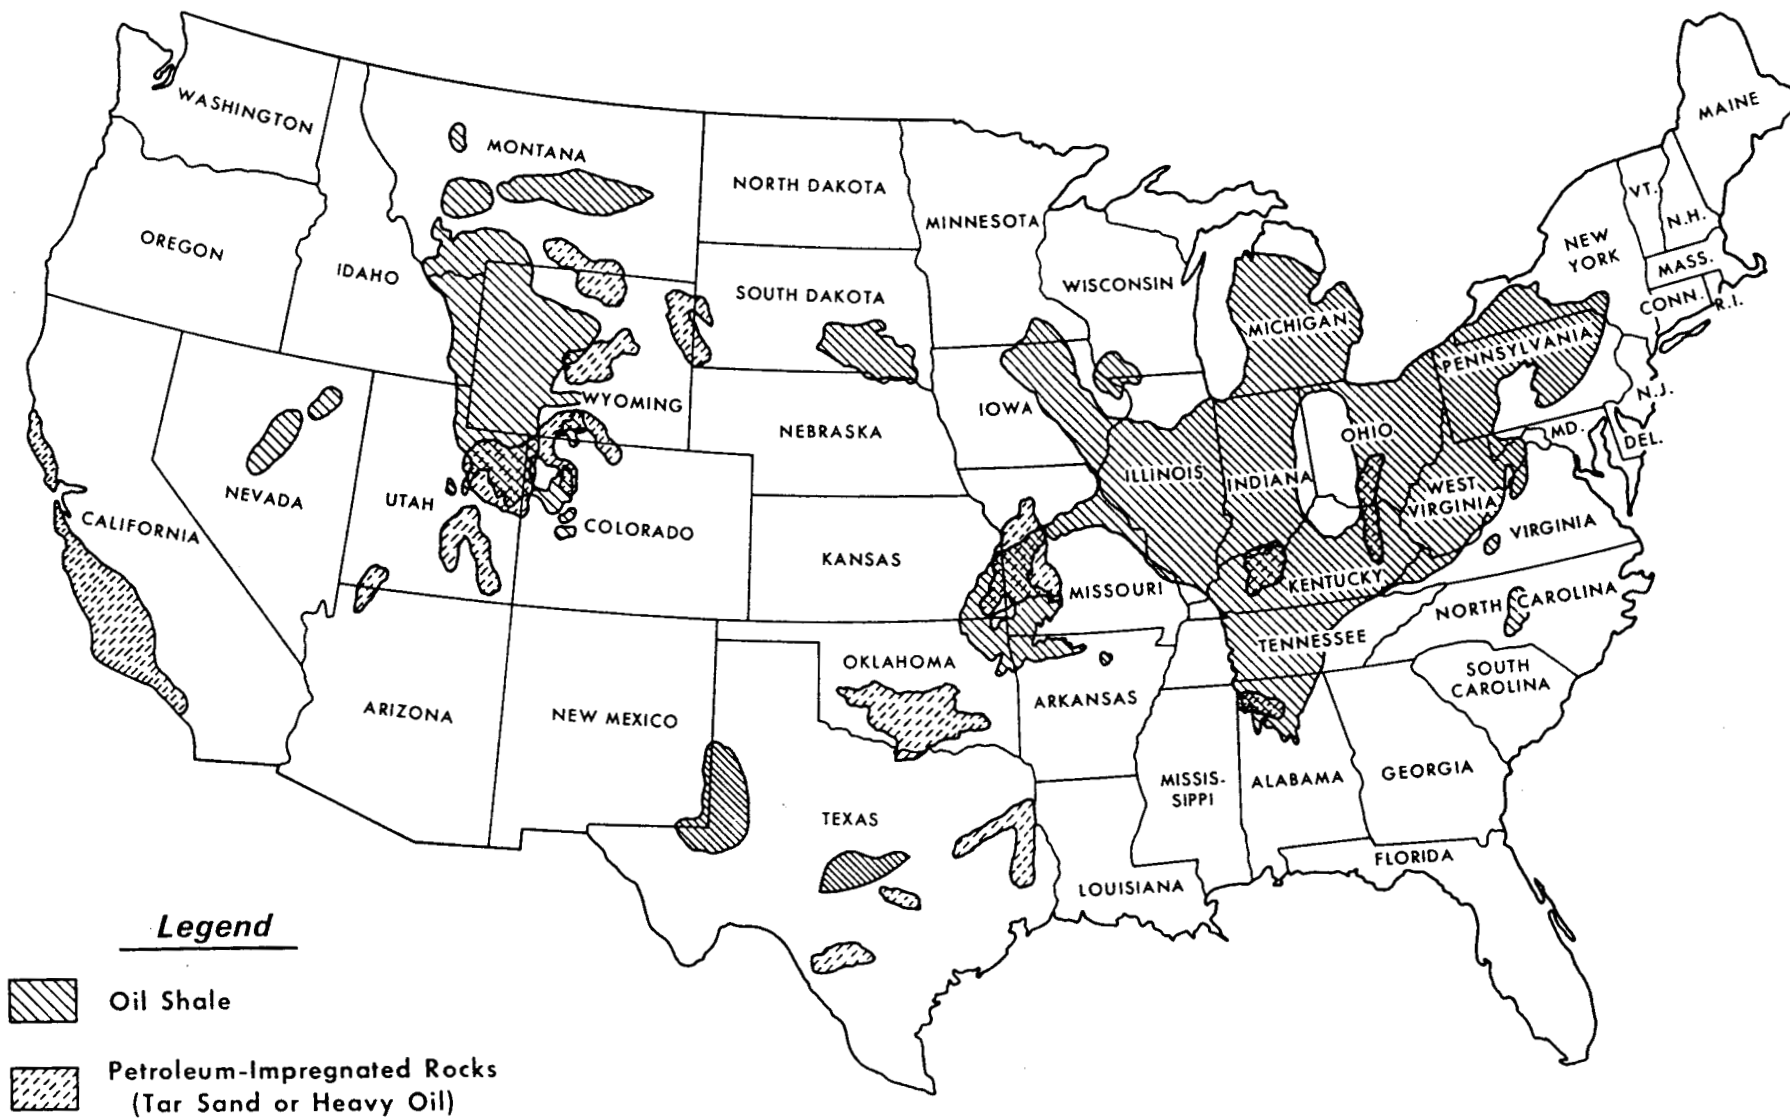 WASHINGTON
MONTANA
NORTH DAKOTA
MINNESOTA
MAINE
VT.
N.H.
NEW
YORK
MASS.
CONN.
R.I.
OREGON
IDAHO
SOUTH DAKOTA
WISCONSIN
MICHIGAN
PENNSYLVANIA
N.J.
WYOMING
NEBRASKA
IOWA
ILLINOIS
INDIANA
OHIO
MD.
DEL.
WEST
VIRGINIA
VIRGINIA
NEVADA
UTAH
COLORADO
CALIFORNIA
KANSAS
MISSOURI
KENTUCKY
NORTH CAROLINA
TENNESSEE
SOUTH
CAROLINA
ARIZONA
NEW MEXICO
OKLAHOMA
ARKANSAS
MISSIS-
SIPPI
ALABAMA
GEORGIA
TEXAS
LOUISIANA
FLORIDA
Legend
Oil Shale
Petroleum-Impregnated Rocks
(Tar Sand or Heavy Oil)